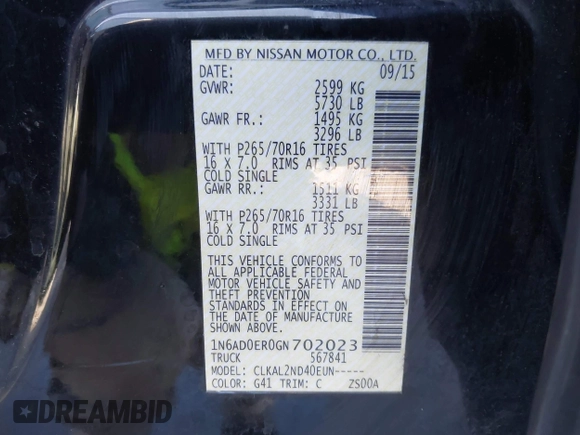 MFD BY NISSAN MOTOR CO., LTD.
DATE: 09/15
GVWR: 2599 KG
5730 LB
GAWR FR.: 1495 KG
3296 LB
WITH P265/70R16 TIRES
16 X 7.0 RIMS AT 35 PSI
COLD SINGLE
GAWR RR.: 1511 KG
3331 LB
WITH P265/70R16 TIRES
16 X 7.0 RIMS AT 35 PSI
COLD SINGLE
THIS VEHICLE CONFORMS TO
ALL APPLICABLE FEDERAL
MOTOR VEHICLE SAFETY AND
THEFT PREVENTION
STANDARDS IN EFFECT ON
THE DATE OF MANUFACTURE
SHOWN ABOVE.
1N6AD0ER0GN702023
TRUCK 567841
MODEL: CLKAL2ND40EUN-----
COLOR: G41 TRIM: C ZS00A
DREAMBID